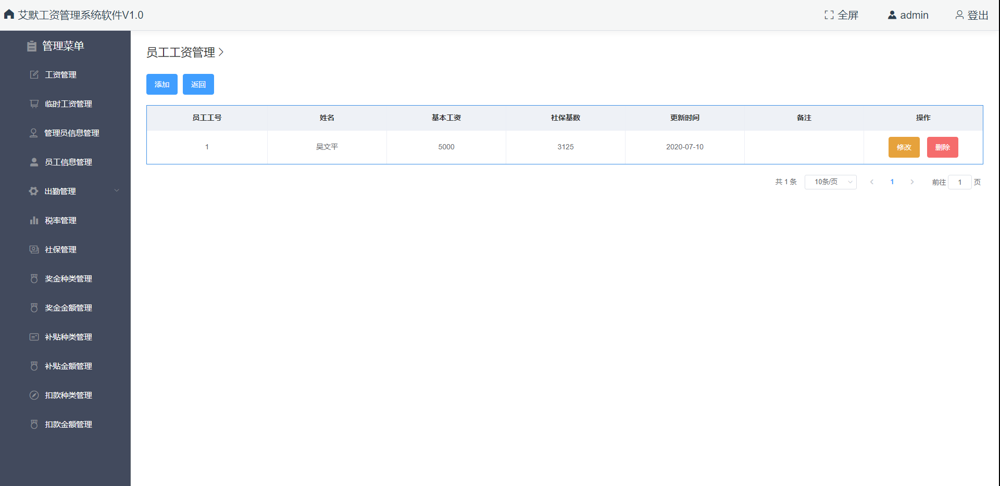 艾默工资管理系统软件V1.0 全屏 admin 登出
管理菜单
工资管理
临时工资管理
管理员信息管理
员工信息管理
出勤管理
税率管理
社保管理
奖金种类管理
奖金金额管理
补贴种类管理
补贴金额管理
扣款种类管理
扣款金额管理
员工工资管理
添加 返回
员工工号 姓名 基本工资 社保基数 更新时间 备注 操作
1 吴文平 5000 3125 2020-07-10 修改 删除
共 1 条 10条/页 1 前往 1 页